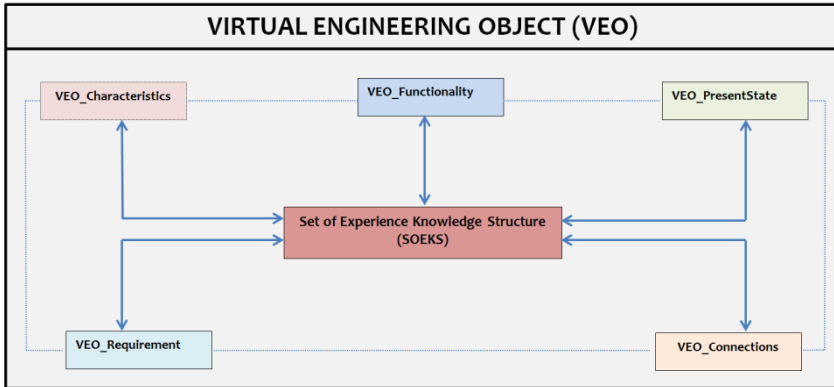 VIRTUAL ENGINEERING OBJECT (VEO)
VEO_Characteristics
VEO_Functionality
VEO_PresentState
Set of Experience Knowledge Structure
(SOEKS)
VEO_Requirement
VEO_Connections